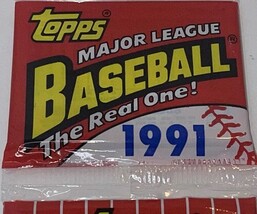 TOPPS®
MAJOR LEAGUE
BASEBALL®
The Real One!
1991